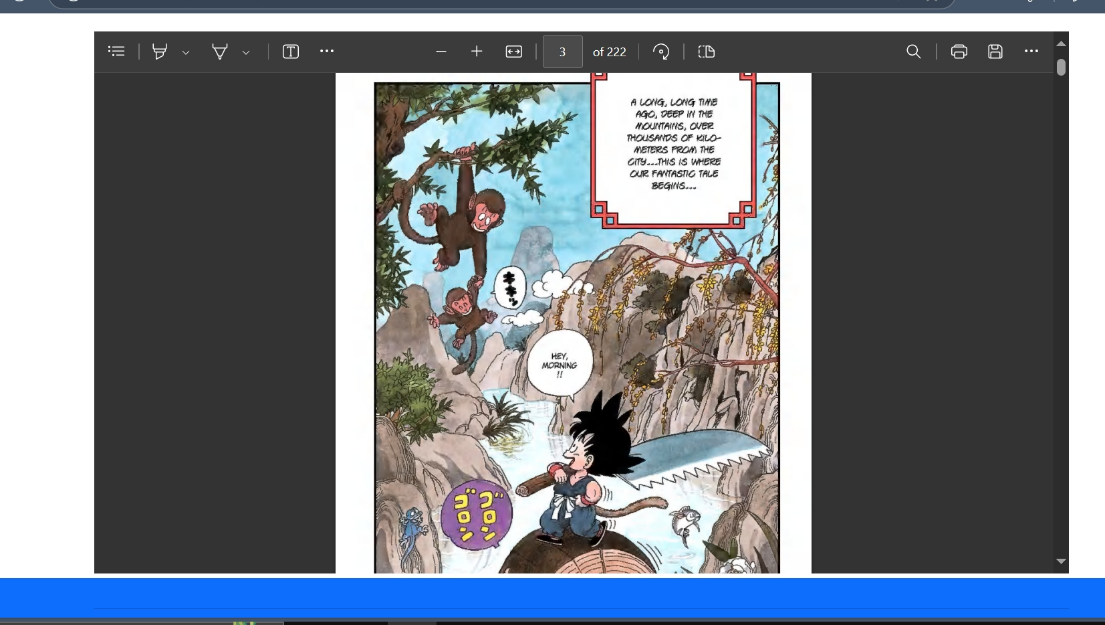 3 of 222
A LONG, LONG TIME
AGO, DEEP IN THE
MOUNTAINS, OVER
THOUSANDS OF KILO-
METERS FROM THE
CITY...THIS IS WHERE
OUR FANTASTIC TALE
BEGINS...
キキッ
HEY,
MORNING
!!
ゴロン
ゴロン